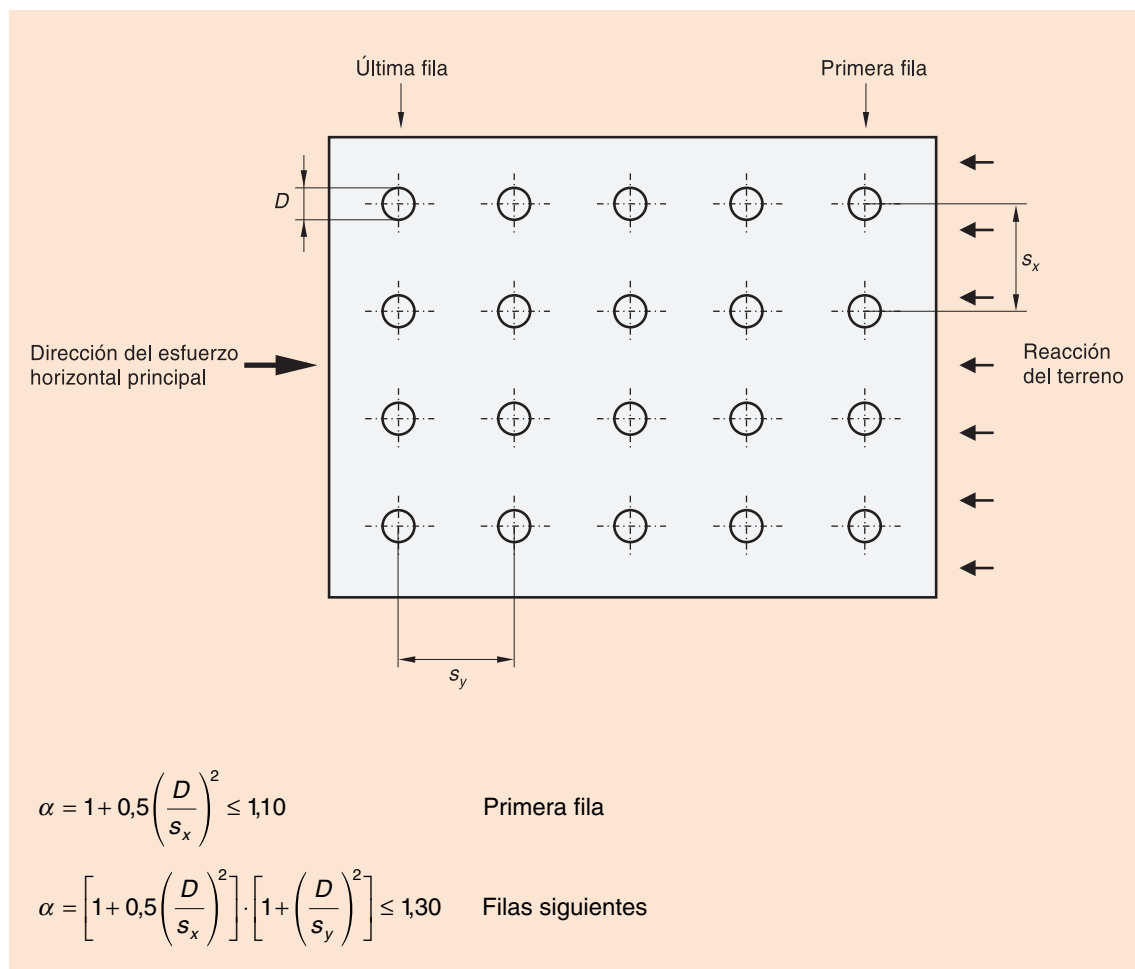 Última fila
Primera fila
D
s_x
Dirección del esfuerzo
horizontal principal
Reacción
del terreno
s_y
α = 1 + 0,5 (D / s_x)² ≤ 1,10 Primera fila
α = [1 + 0,5 (D / s_x)²] · [1 + (D / s_y)²] ≤ 1,30 Filas siguientes